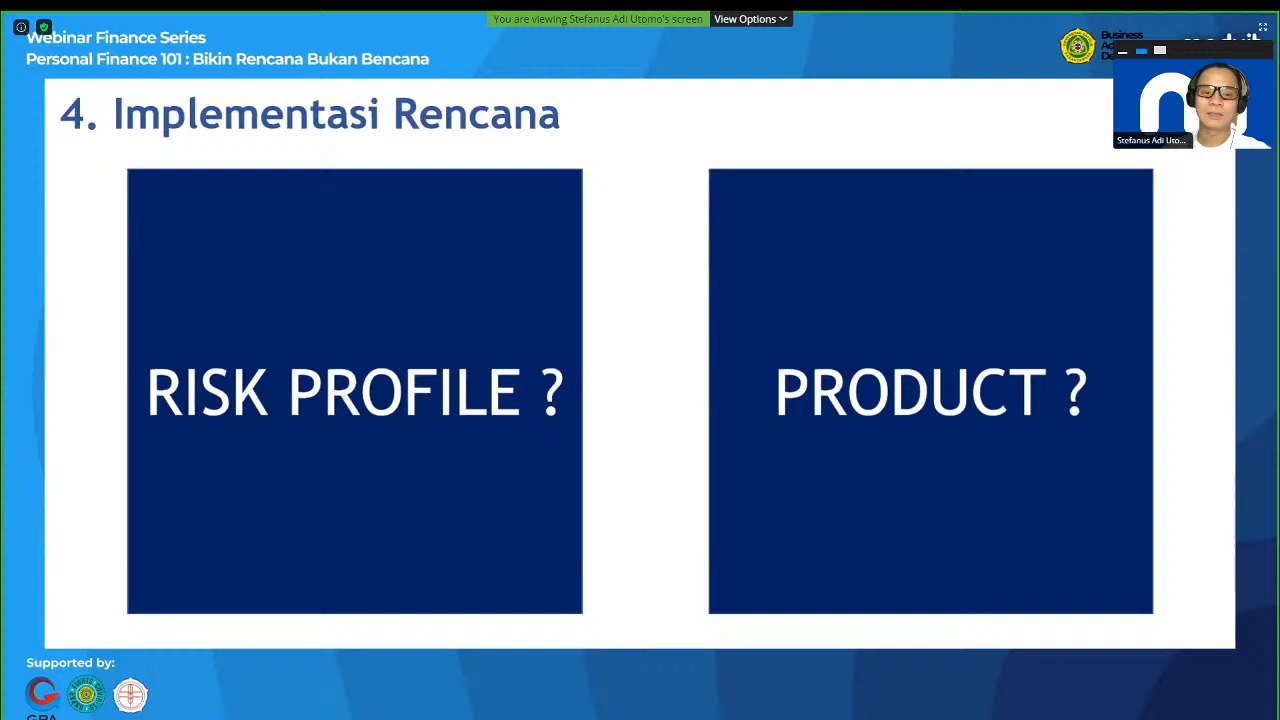 You are viewing Stefanus Adi Utomo's screen
View Options
Webinar Finance Series
Personal Finance 101 : Bikin Rencana Bukan Bencana
Business
Stefanus Adi Uto...
4. Implementasi Rencana
RISK PROFILE ?
PRODUCT ?
Supported by: